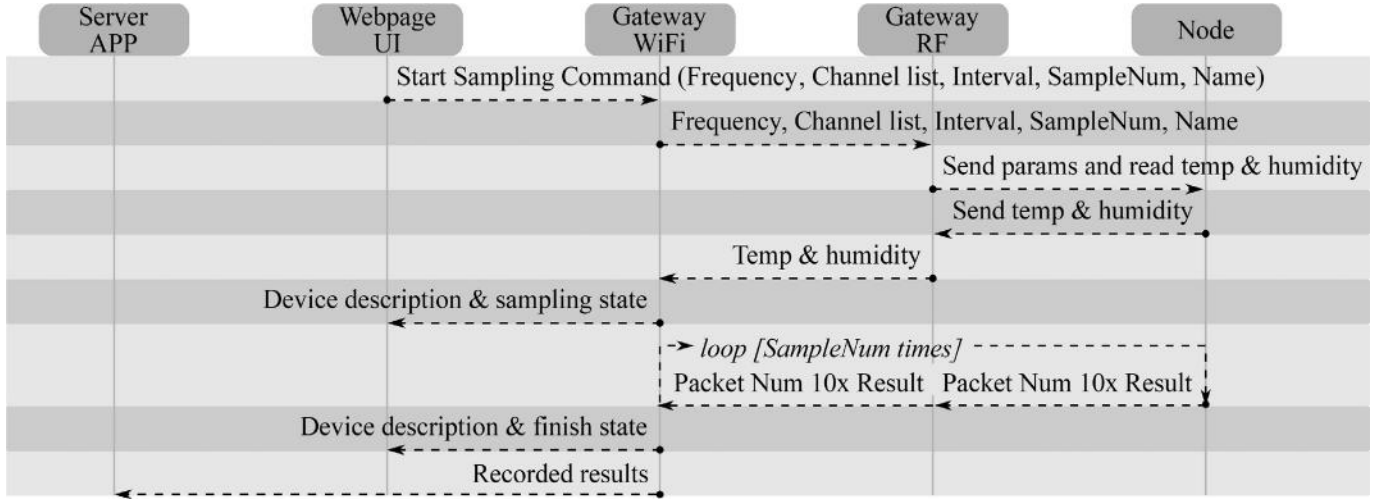 Server
APP
Webpage
UI
Gateway
WiFi
Gateway
RF
Node
Start Sampling Command (Frequency, Channel list, Interval, SampleNum, Name)
Frequency, Channel list, Interval, SampleNum, Name
Send params and read temp & humidity
Send temp & humidity
Temp & humidity
Device description & sampling state
loop [SampleNum times]
Packet Num 10x Result
Packet Num 10x Result
Device description & finish state
Recorded results